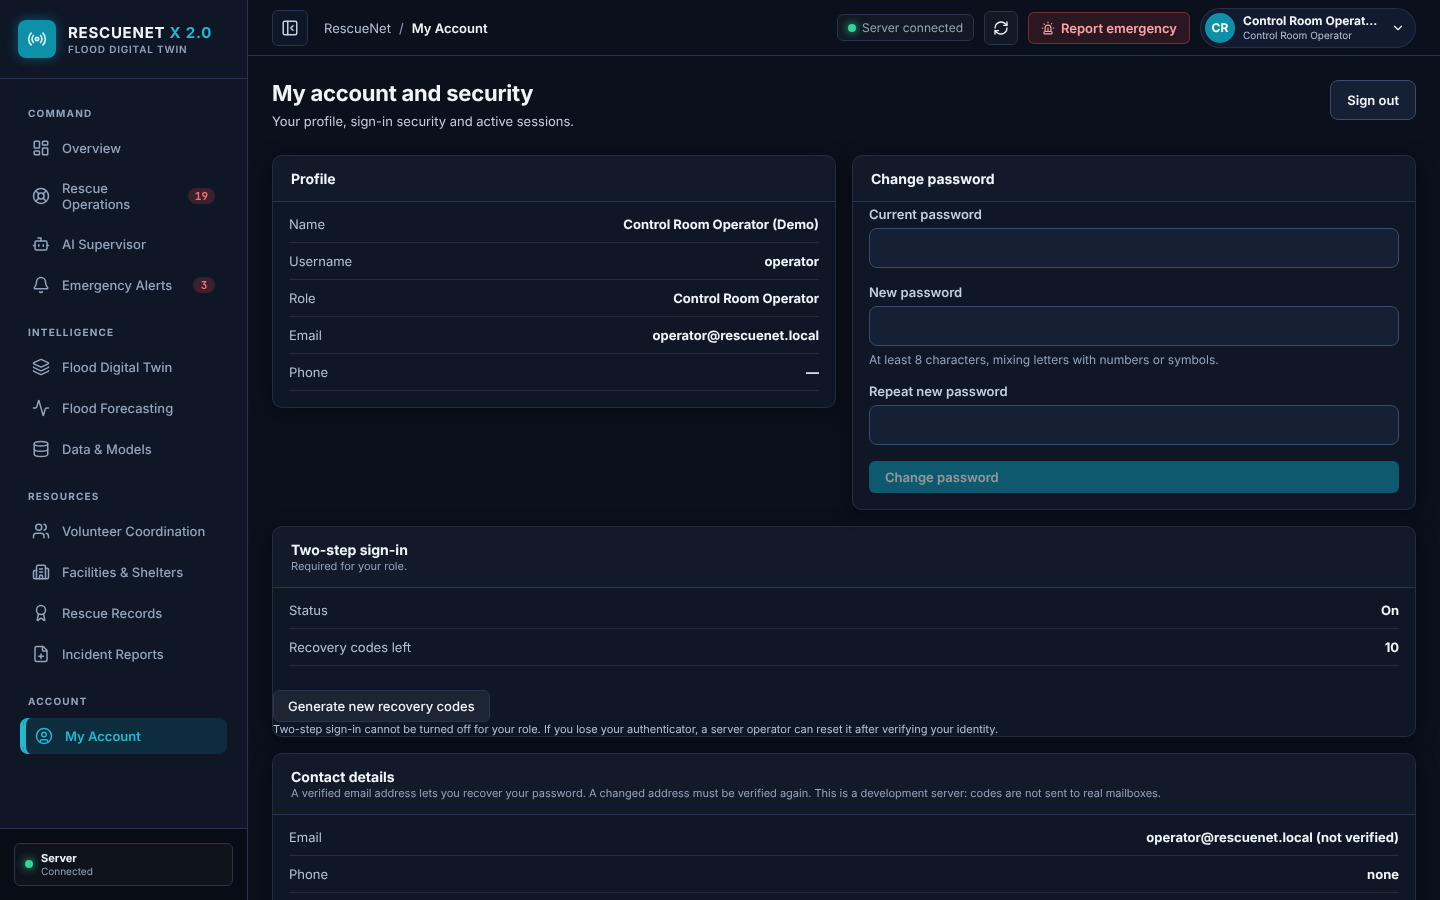 RESCUENET X 2.0
FLOOD DIGITAL TWIN
COMMAND
Overview
Rescue
Operations
19
AI Supervisor
Emergency Alerts
3
INTELLIGENCE
Flood Digital Twin
Flood Forecasting
Data & Models
RESOURCES
Volunteer Coordination
Facilities & Shelters
Rescue Records
Incident Reports
ACCOUNT
My Account
Server
Connected
RescueNet / My Account
Server connected
Report emergency
CR
Control Room Operat...
Control Room Operator
My account and security
Your profile, sign-in security and active sessions.
Sign out
Profile
Name Control Room Operator (Demo)
Username operator
Role Control Room Operator
Email operator@rescuenet.local
Phone —
Change password
Current password
New password
At least 8 characters, mixing letters with numbers or symbols.
Repeat new password
Change password
Two-step sign-in
Required for your role.
Status On
Recovery codes left 10
Generate new recovery codes
Two-step sign-in cannot be turned off for your role. If you lose your authenticator, a server operator can reset it after verifying your identity.
Contact details
A verified email address lets you recover your password. A changed address must be verified again. This is a development server: codes are not sent to real mailboxes.
Email operator@rescuenet.local (not verified)
Phone none